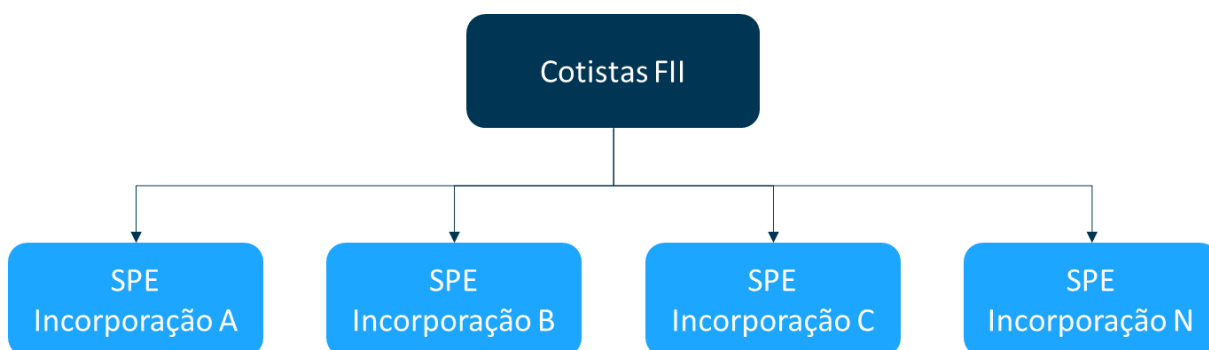 Cotistas FII
SPE
Incorporação A
SPE
Incorporação B
SPE
Incorporação C
SPE
Incorporação N